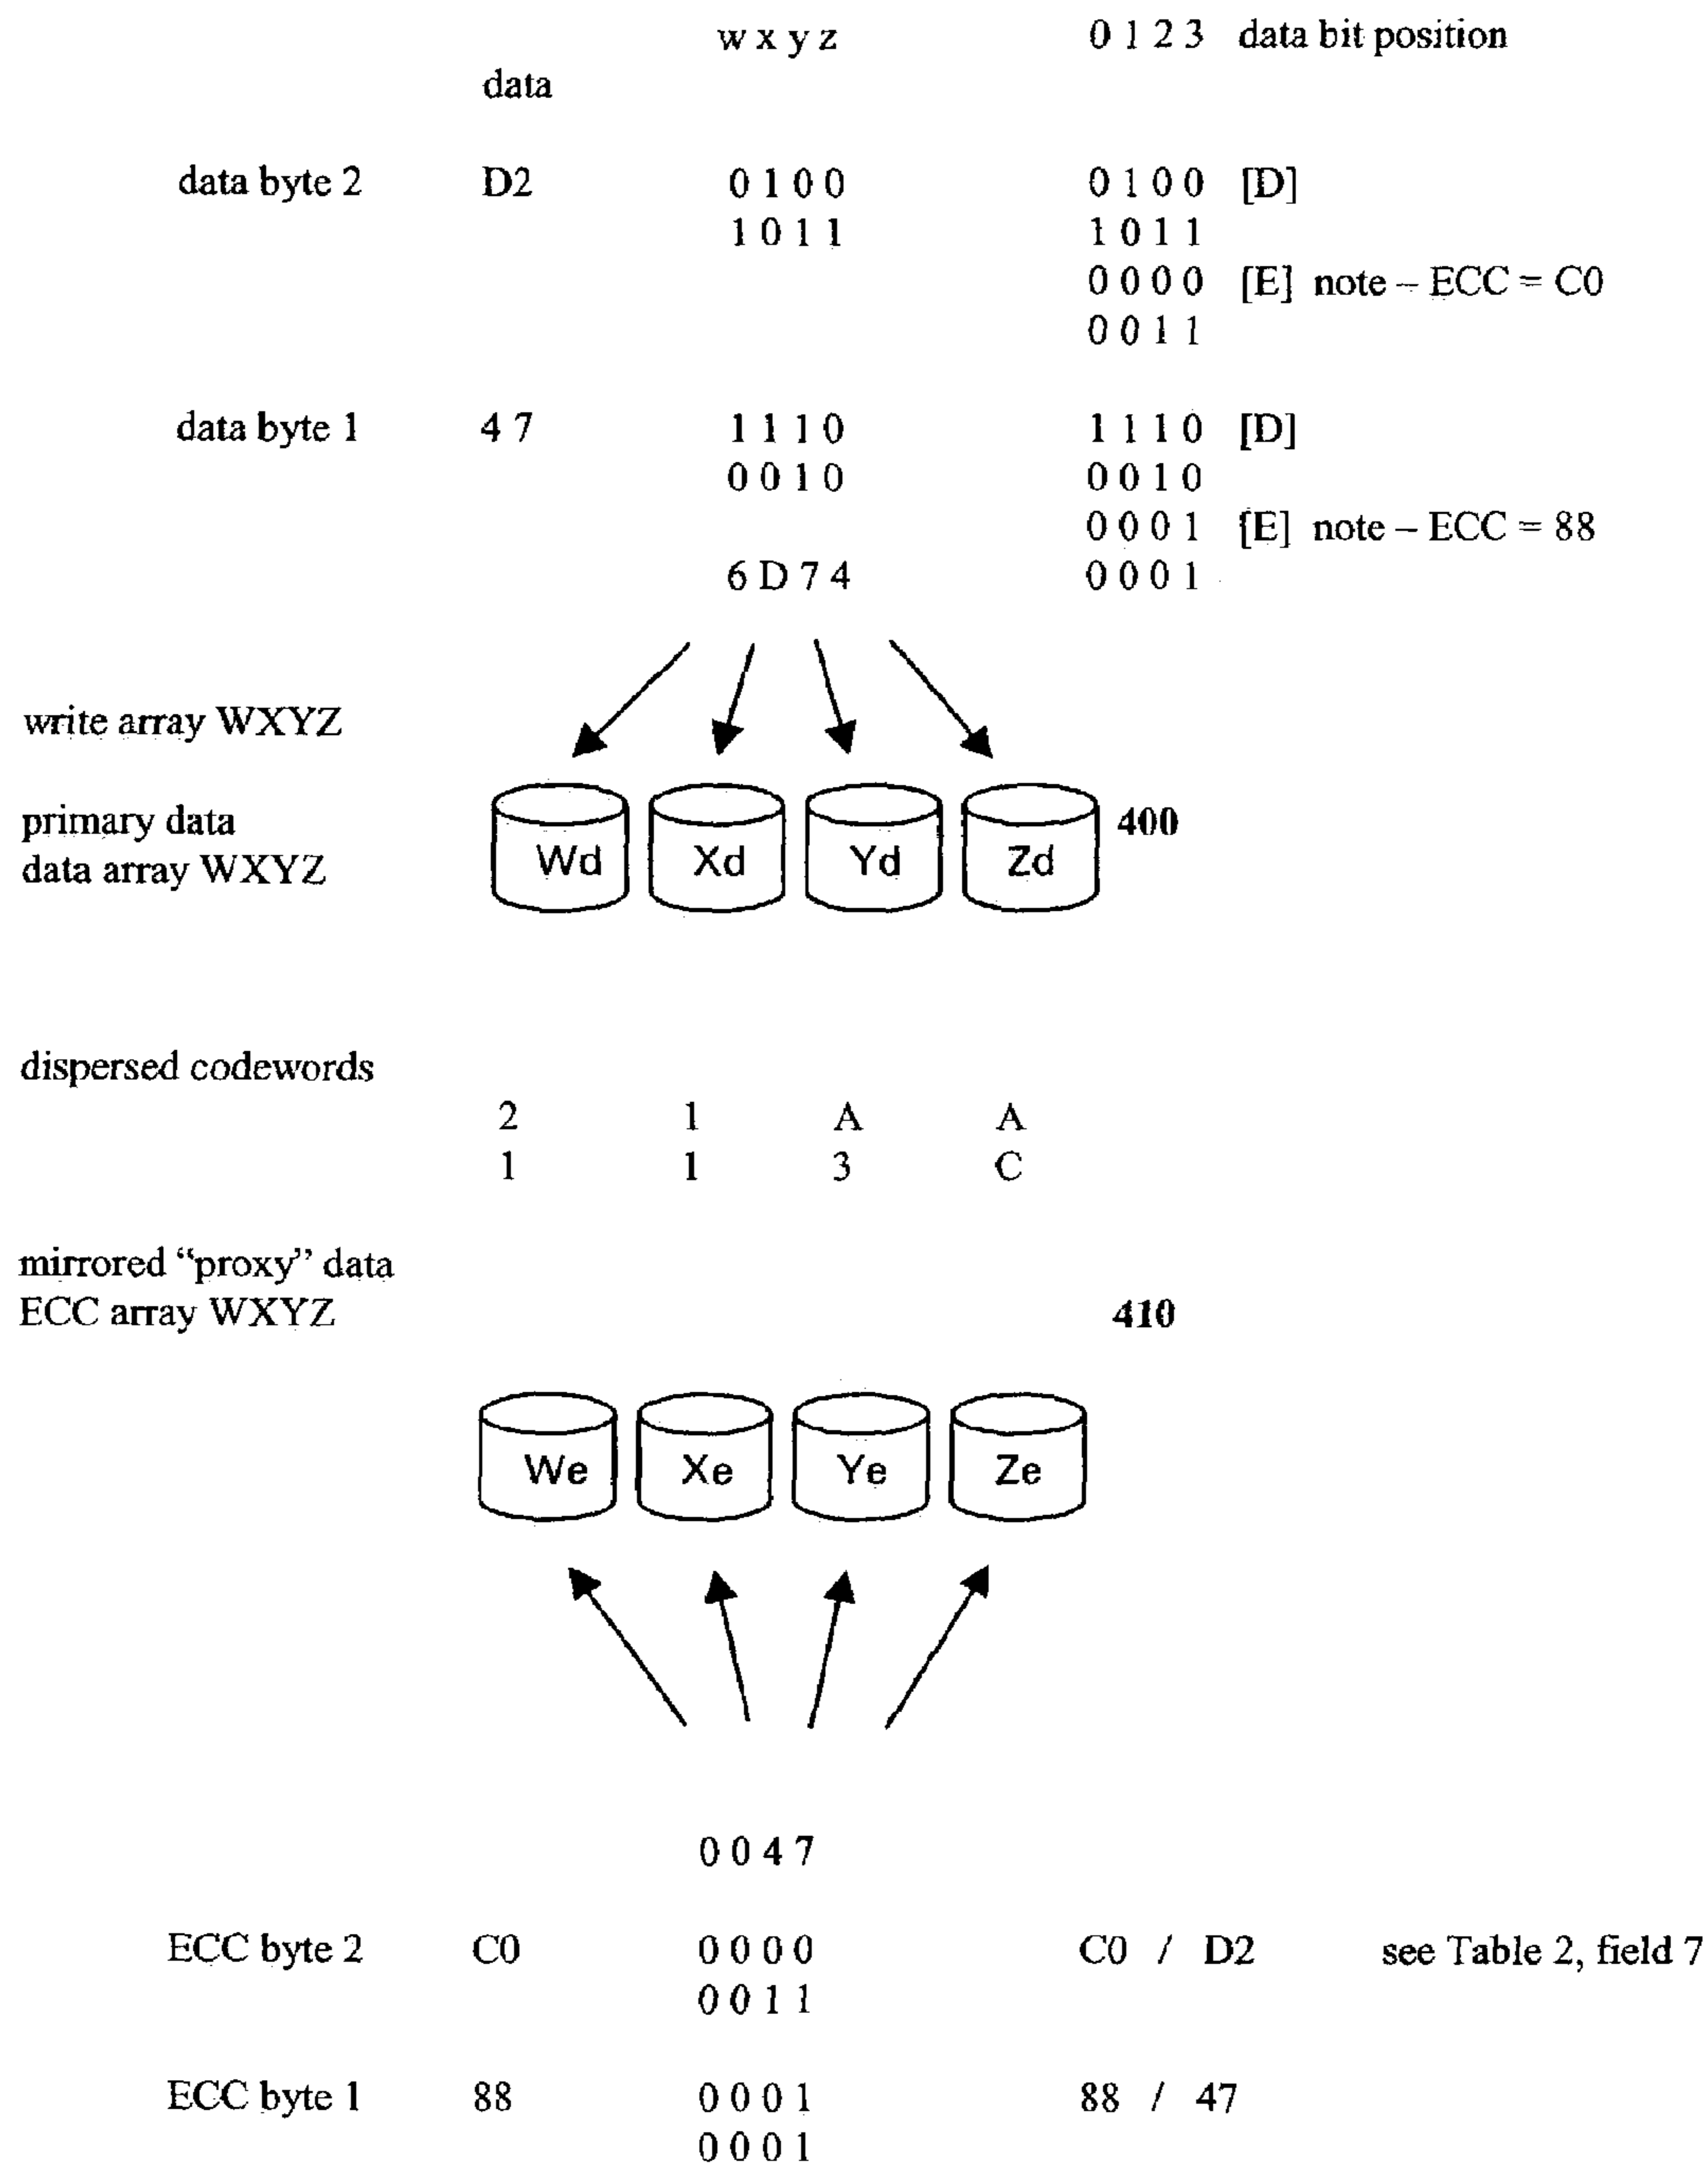 w x y z 0 1 2 3 data bit position
data
data byte 2 D2 0 1 0 0 0 1 0 0 [D]
1 0 1 1 1 0 1 1
0 0 0 0 [E] note – ECC = C0
0 0 1 1
data byte 1 4 7 1 1 1 0 1 1 1 0 [D]
0 0 1 0 0 0 1 0
0 0 0 1 [E] note – ECC = 88
6 D 7 4 0 0 0 1
write array WXYZ
primary data 400
data array WXYZ Wd Xd Yd Zd
dispersed codewords
2 1 A A
1 1 3 C
mirrored “proxy” data
ECC array WXYZ 410
We Xe Ye Ze
0 0 4 7
ECC byte 2 C0 0 0 0 0 C0 / D2 see Table 2, field 7
0 0 1 1
ECC byte 1 88 0 0 0 1 88 / 47
0 0 0 1